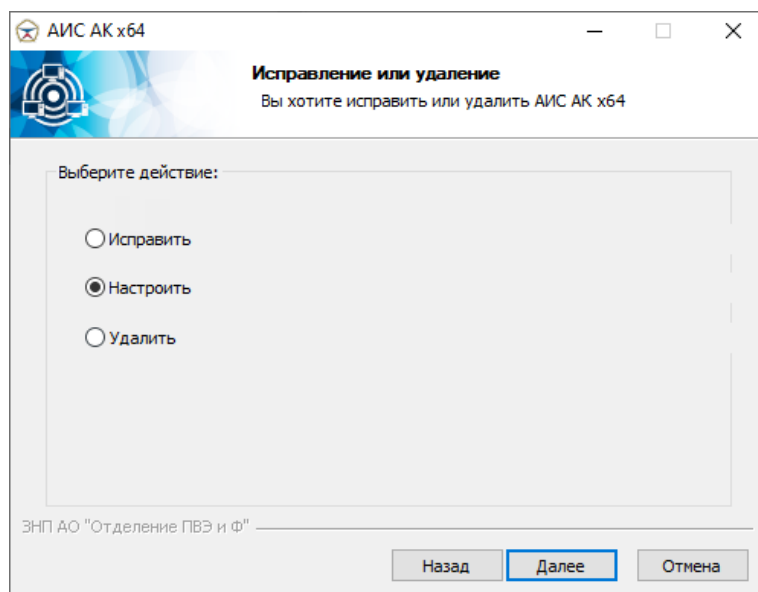 АИС АК x64
Исправление или удаление
Вы хотите исправить или удалить АИС АК x64
Выберите действие:
Исправить
Настроить
Удалить
ЗНП АО "Отделение ПВЭ и Ф"
Назад Далее Отмена